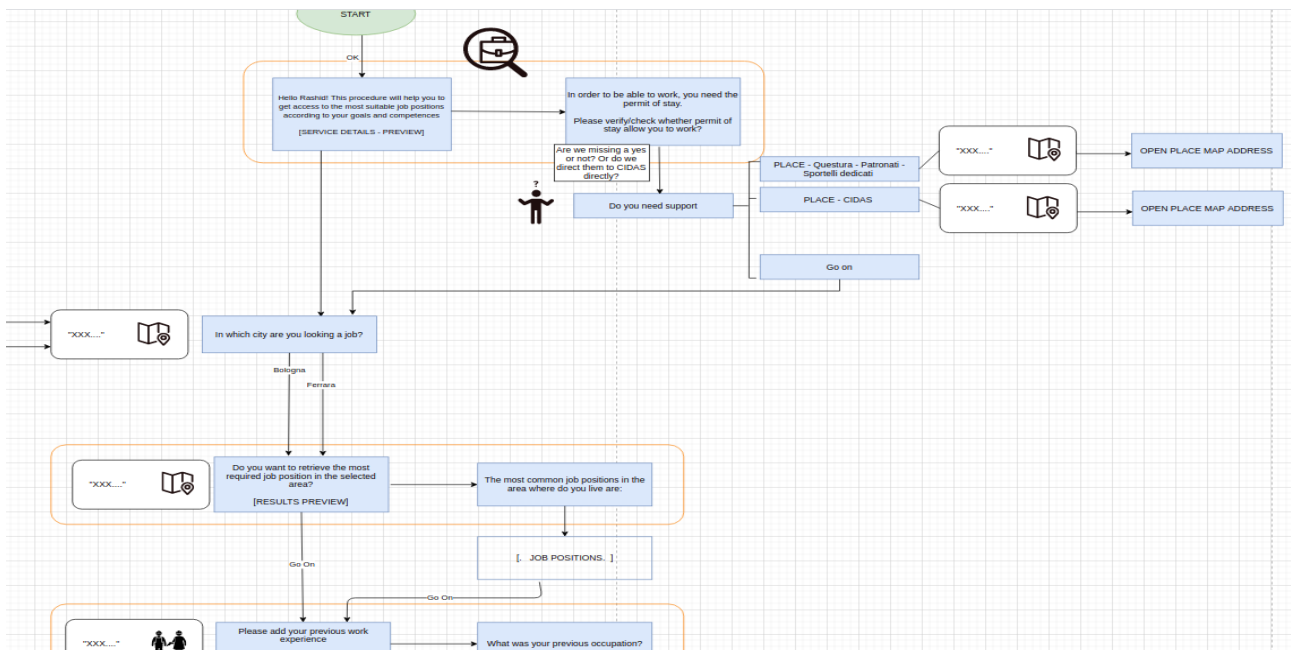 START
OK
Hello Rashid! This procedure will help you to
get access to the most suitable job positions
according to your goals and competences
[SERVICE DETAILS - PREVIEW]
In order to be able to work, you need the
permit of stay.
Please verify/check whether permit of
stay allow you to work?
Are we missing a yes
or not? Or do we
direct them to CIDAS
directly?
?
Do you need support
PLACE - Questura - Patronati -
Sportelli dedicati
PLACE - CIDAS
Go on
"XXX...."
OPEN PLACE MAP ADDRESS
"XXX...."
OPEN PLACE MAP ADDRESS
"XXX...."
In which city are you looking a job?
Bologna
Ferrara
"XXX...."
Do you want to retrieve the most
required job position in the selected
area?
[RESULTS PREVIEW]
The most common job positions in the
area where do you live are:
[. JOB POSITIONS. ]
Go On
Go On
"XXX...."
Please add your previous work
experience
What was your previous occupation?